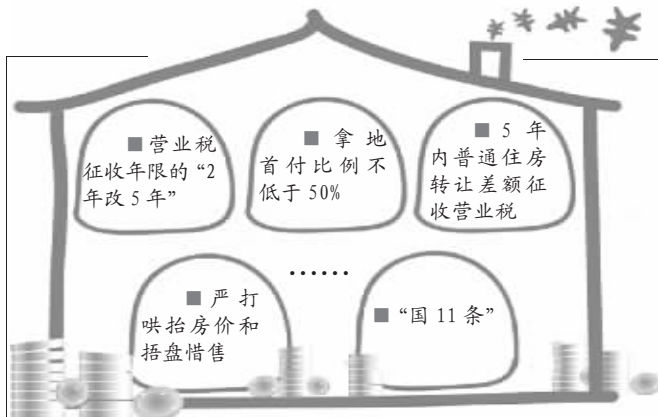 ■ 营业税
征收年限的“2
年改5年”
■ 拿地
首付比例不
低于50%
■ 5年
内普通住房
转让差额征
收营业税
……
■ 严打
哄抬房价和
捂盘惜售
■ “国11条”